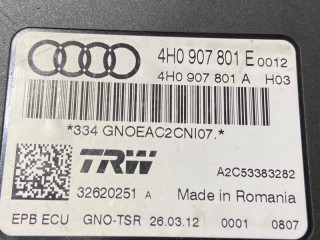 4H0 907 801 E 0012
4H0 907 801 A H03
*334 GNOEAC2CNI07.*
TRW
A2C53383282
32620251 A Made in Romania
EPB ECU GNO-TSR 26.03.12 0001 0807